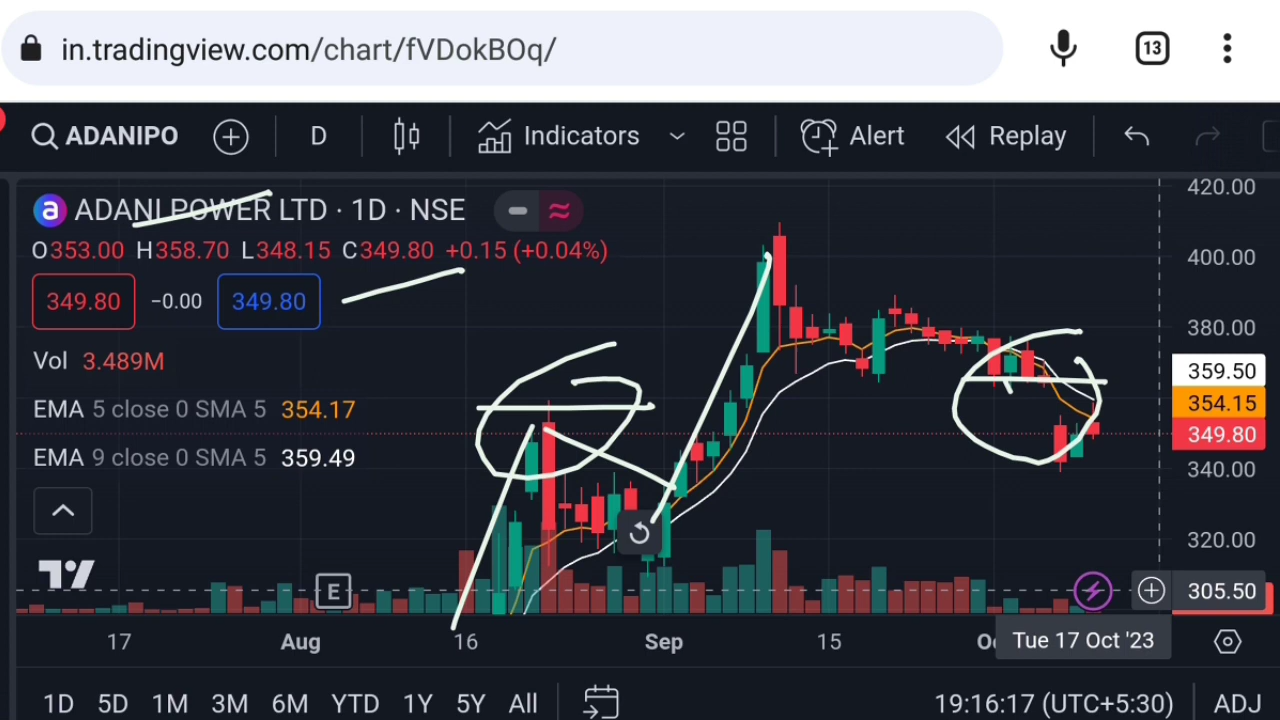 in.tradingview.com/chart/fVDokBOq/ 13
ADANIPO D Indicators Alert Replay
a ADANI POWER LTD · 1D · NSE
O353.00 H358.70 L348.15 C349.80 +0.15 (+0.04%)
349.80 −0.00 349.80
Vol 3.489M
EMA 5 close 0 SMA 5 354.17
EMA 9 close 0 SMA 5 359.49
420.00
400.00
380.00
359.50
354.15
349.80
340.00
320.00
305.50
E
17 Aug 16 Sep 15 Tue 17 Oct '23
1D 5D 1M 3M 6M YTD 1Y 5Y All 19:16:17 (UTC+5:30) ADJ